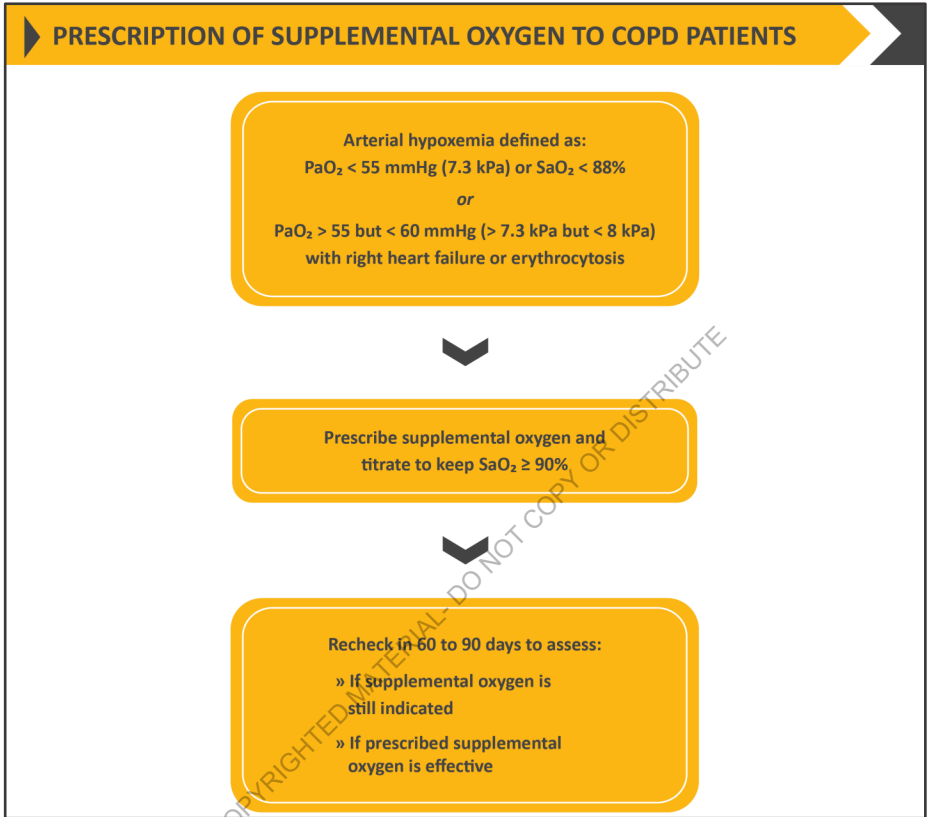 PRESCRIPTION OF SUPPLEMENTAL OXYGEN TO COPD PATIENTS
Arterial hypoxemia defined as:
PaO₂ < 55 mmHg (7.3 kPa) or SaO₂ < 88%
or
PaO₂ > 55 but < 60 mmHg (> 7.3 kPa but < 8 kPa)
with right heart failure or erythrocytosis
Prescribe supplemental oxygen and
titrate to keep SaO₂ ≥ 90%
Recheck in 60 to 90 days to assess:
» If supplemental oxygen is
still indicated
» If prescribed supplemental
oxygen is effective
COPYRIGHTED MATERIAL- DO NOT COPY OR DISTRIBUTE